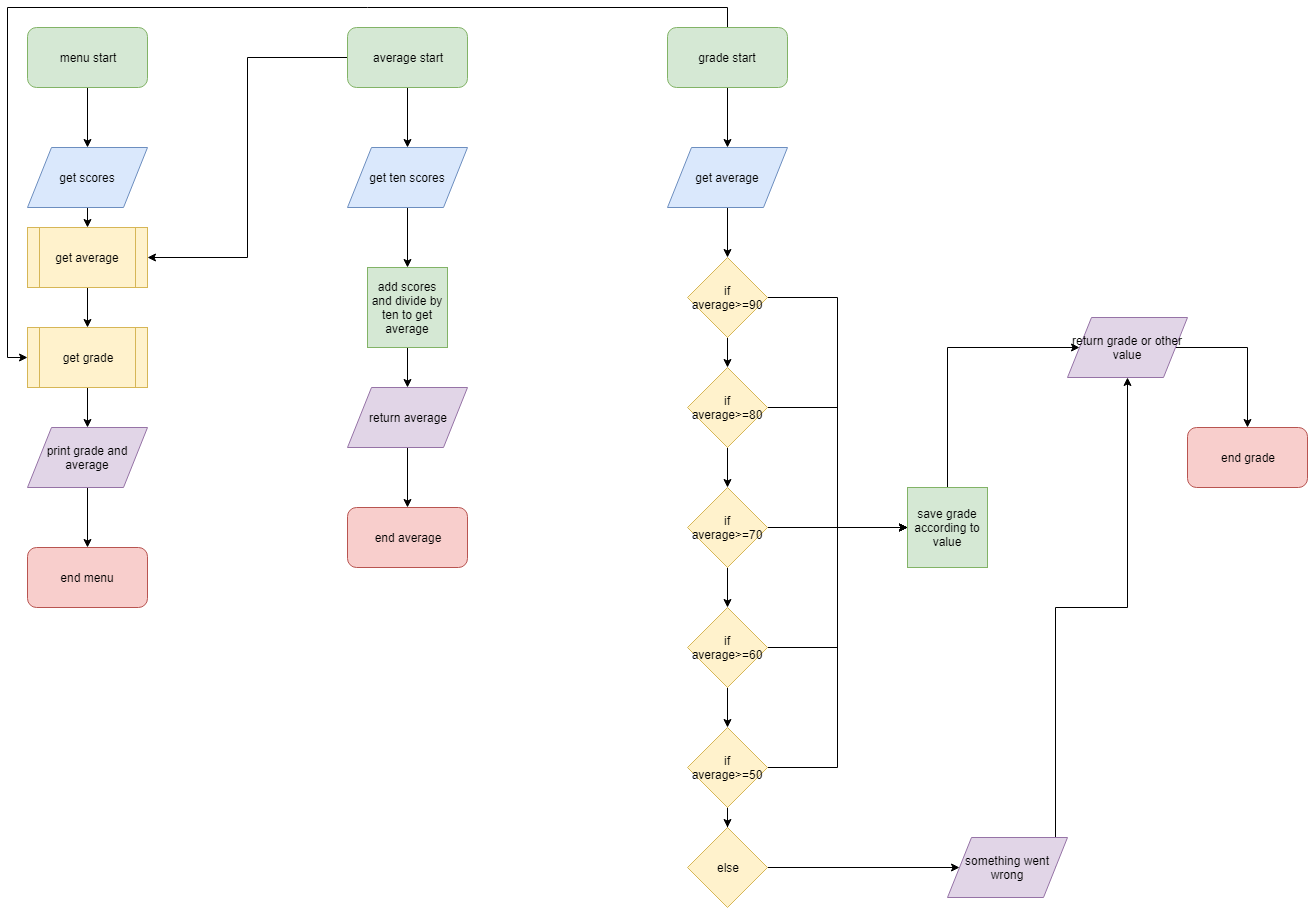 menu start
average start
grade start
get scores
get ten scores
get average
get average
add scores
and divide by
ten to get
average
if
average>=90
get grade
return grade or other
value
if
average>=80
return average
print grade and
average
end grade
if
average>=70
save grade
according to
value
end average
end menu
if
average>=60
if
average>=50
else
something went
wrong